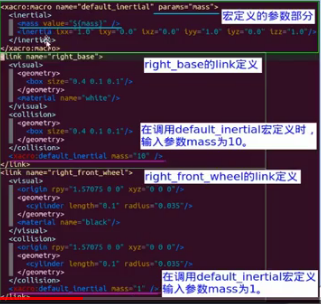 <xacro:macro name="default_inertial" params="mass">
宏定义的参数部分
<inertial>
<mass value="${mass}" />
<inertia ixx="1.0" ixy="0.0" ixz="0.0" iyy="1.0" iyz="0.0" izz="1.0" />
</inertial>
</xacro:macro>
link name="right_base">
right_base的link定义
<visual>
<geometry>
<box size="0.4 0.1 0.1"/>
</geometry>
<material name="white"/>
</visual>
<collision>
<geometry>
<box size="0.4 0.1 0.1"/>
</geometry>
</collision>
在调用default_inertial宏定义时，
输入参数mass为10。
<xacro:default_inertial mass="10" />
</link>
<link name="right_front_wheel">
right_front_wheel的link定义
<visual>
<origin rpy="1.57075 0 0" xyz="0 0 0"/>
<geometry>
<cylinder length="0.1" radius="0.035"/>
</geometry>
<material name="black"/>
</visual>
<collision>
<origin rpy="1.57075 0 0" xyz="0 0 0"/>
<geometry>
<cylinder length="0.1" radius="0.035"/>
</geometry>
</collision>
在调用default_inertial宏定义
输入参数mass为1。
<xacro:default_inertial mass="1" />
</link>